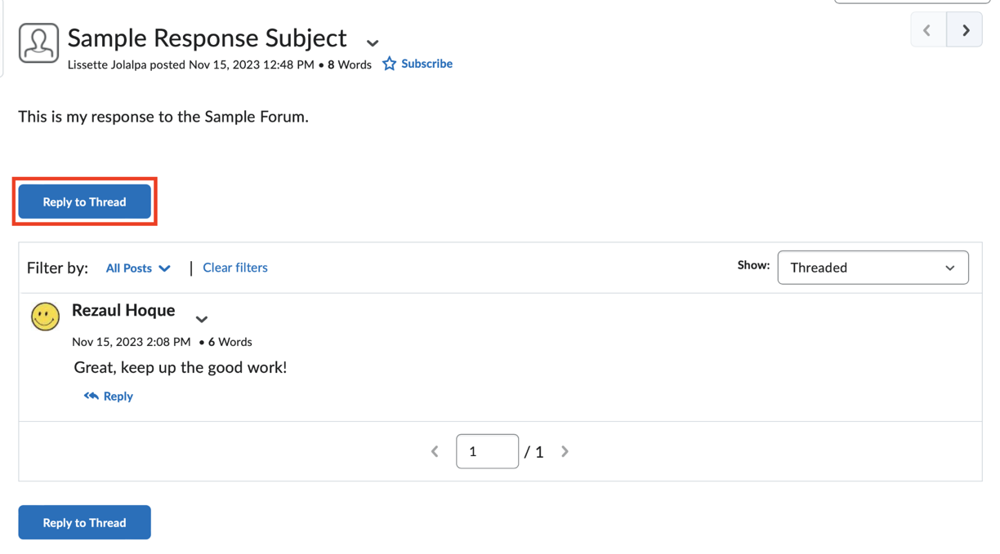 Sample Response Subject
Lissette Jolalpa posted Nov 15, 2023 12:48 PM • 8 Words Subscribe
This is my response to the Sample Forum.
Reply to Thread
Filter by: All Posts | Clear filters Show: Threaded
Rezaul Hoque
Nov 15, 2023 2:08 PM • 6 Words
Great, keep up the good work!
Reply
1 / 1
Reply to Thread